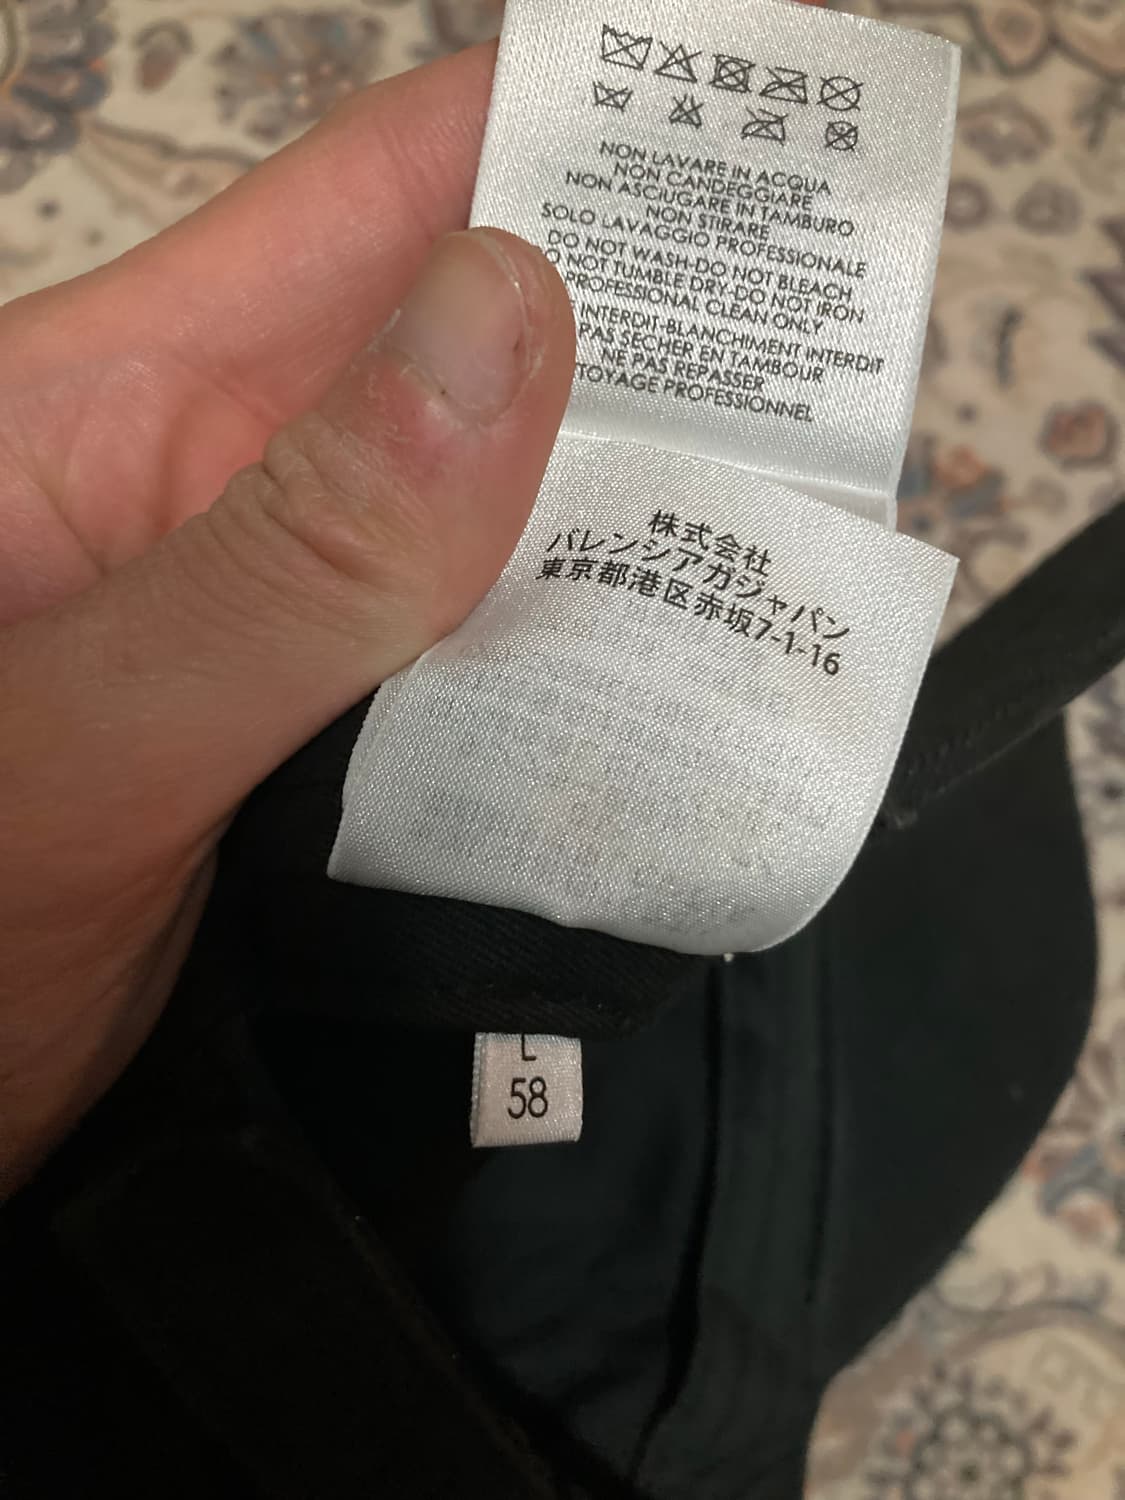 NON LAVARE IN ACQUA
NON CANDEGGIARE
NON ASCIUGARE IN TAMBURO
NON STIRARE
SOLO LAVAGGIO PROFESSIONALE
DO NOT WASH-DO NOT BLEACH
O NOT TUMBLE DRY-DO NOT IRON
PROFESSIONAL CLEAN ONLY
INTERDIT-BLANCHIMENT INTERDIT
PAS SECHER EN TAMBOUR
NE PAS REPASSER
TTOYAGE PROFESSIONNEL
株式会社
バレンシアガジャパン
東京都港区赤坂7-1-16
L
58